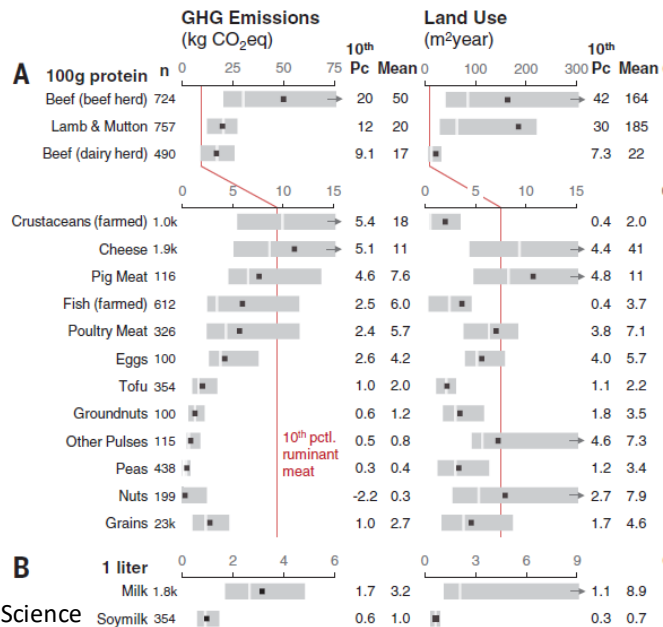 GHG Emissions Land Use
(kg CO2eq) (m²year)
10th 10th
0 25 50 75 Pc Mean 0 100 200 300 Pc Mean
A 100g protein n
Beef (beef herd) 724 20 50 42 164
Lamb & Mutton 757 12 20 30 185
Beef (dairy herd) 490 9.1 17 7.3 22
0 5 10 15 0 5 10 15
Crustaceans (farmed) 1.0k 5.4 18 0.4 2.0
Cheese 1.9k 5.1 11 4.4 41
Pig Meat 116 4.6 7.6 4.8 11
Fish (farmed) 612 2.5 6.0 0.4 3.7
Poultry Meat 326 2.4 5.7 3.8 7.1
Eggs 100 2.6 4.2 4.0 5.7
Tofu 354 1.0 2.0 1.1 2.2
Groundnuts 100 0.6 1.2 1.8 3.5
10th pctl.
Other Pulses 115 ruminant 0.5 0.8 4.6 7.3
meat
Peas 438 0.3 0.4 1.2 3.4
Nuts 199 -2.2 0.3 2.7 7.9
Grains 23k 1.0 2.7 1.7 4.6
B 1 liter 0 2 4 6 0 3 6 9
Milk 1.8k 1.7 3.2 1.1 8.9
Science Soymilk 354 0.6 1.0 0.3 0.7